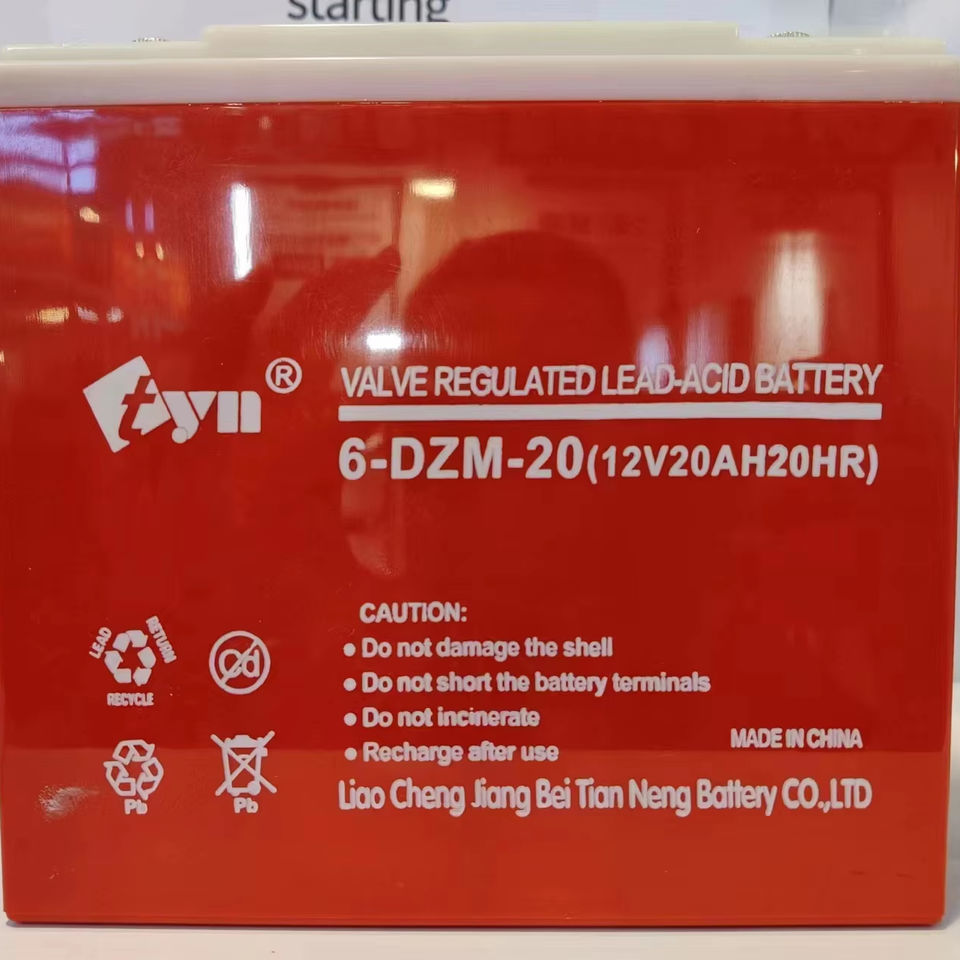 starting
tyn®
VALVE REGULATED LEAD-ACID BATTERY
6-DZM-20(12V20AH20HR)
CAUTION:
• Do not damage the shell
• Do not short the battery terminals
• Do not incinerate
• Recharge after use
LEAD RETURN
RECYCLE
Cd
Pb
Pb
MADE IN CHINA
Liao Cheng Jiang Bei Tian Neng Battery CO.,LTD